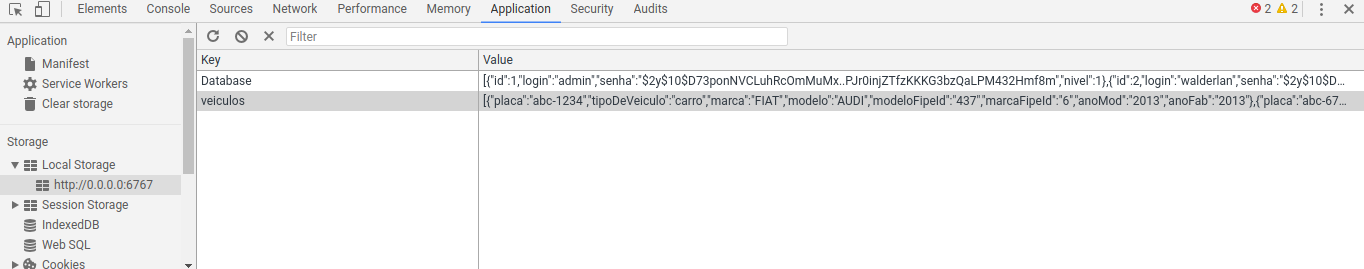 Elements Console Sources Network Performance Memory Application Security Audits 2 2
Application
Manifest
Service Workers
Clear storage
Storage
Local Storage
http://0.0.0.0:6767
Session Storage
IndexedDB
Web SQL
Cookies
Filter
Key Value
Database [{"id":1,"login":"admin","senha":"$2y$10$D73ponNVCLuhRcOmMuMx..PJr0injZTfzKKKG3bzQaLPM432Hmf8m","nivel":1},{"id":2,"login":"walderlan","senha":"$2y$10$D...
veiculos [{"placa":"abc-1234","tipoDeVeiculo":"carro","marca":"FIAT","modelo":"AUDI","modeloFipeId":"437","marcaFipeId":"6","anoMod":"2013","anoFab":"2013"},{"placa":"abc-67...